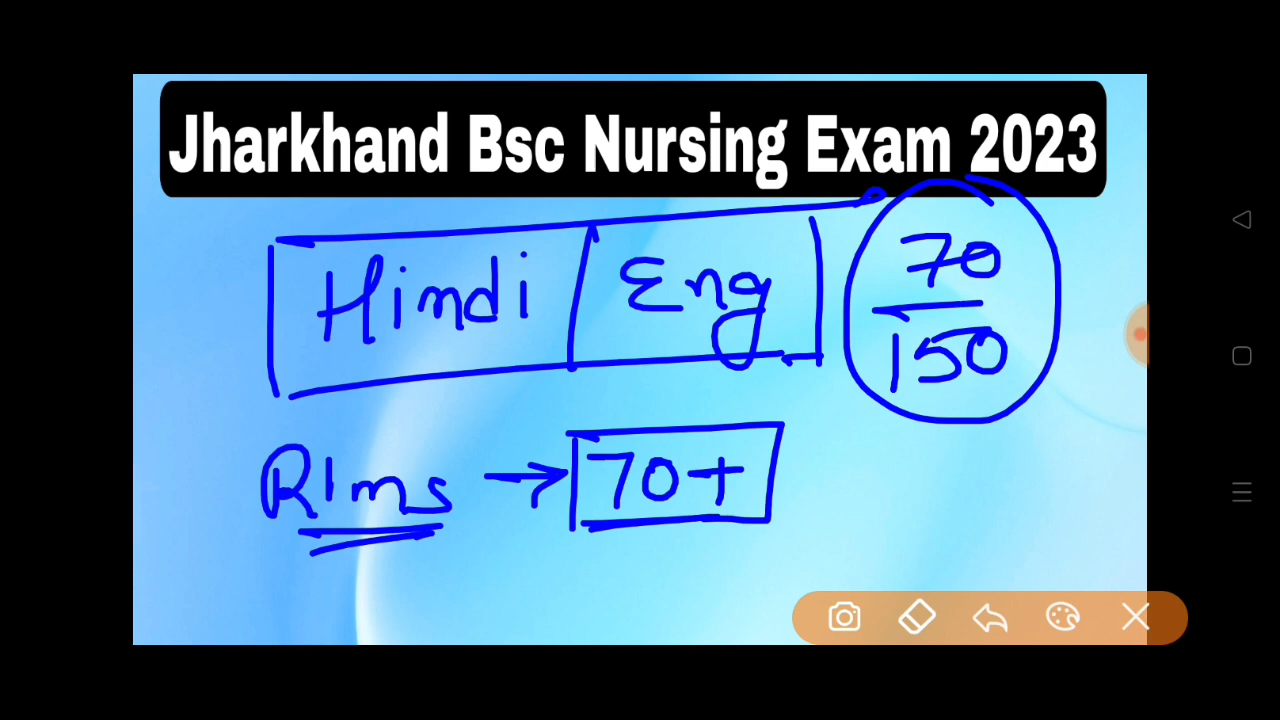 Jharkhand Bsc Nursing Exam 2023
Hindi Eng 70/150
RIms → 70+